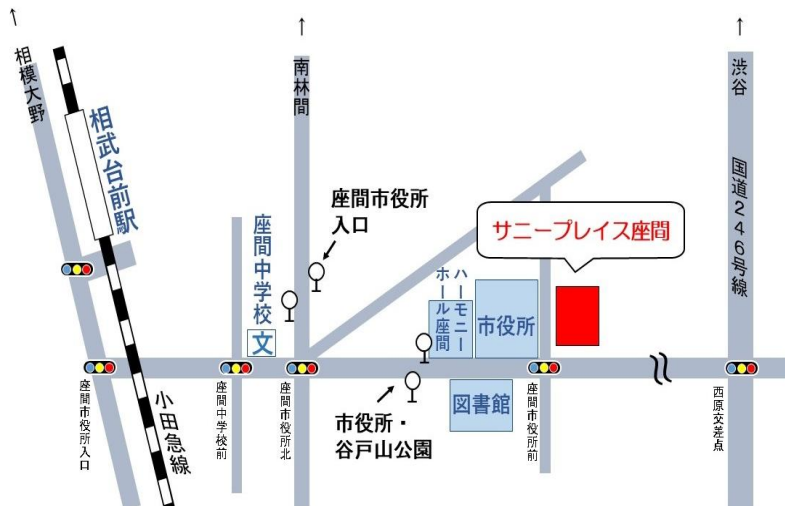 ↑
相模大野
相武台前駅
↑
南林間
↑
渋谷
国道246号線
座間市役所
入口
座間中学校
文
サニープレイス座間
ハーモニー
ホール座間
市役所
図書館
市役所・
谷戸山公園
小田急線
座間市役所入口
座間中学校前
座間市役所北
座間市役所前
西原交差点